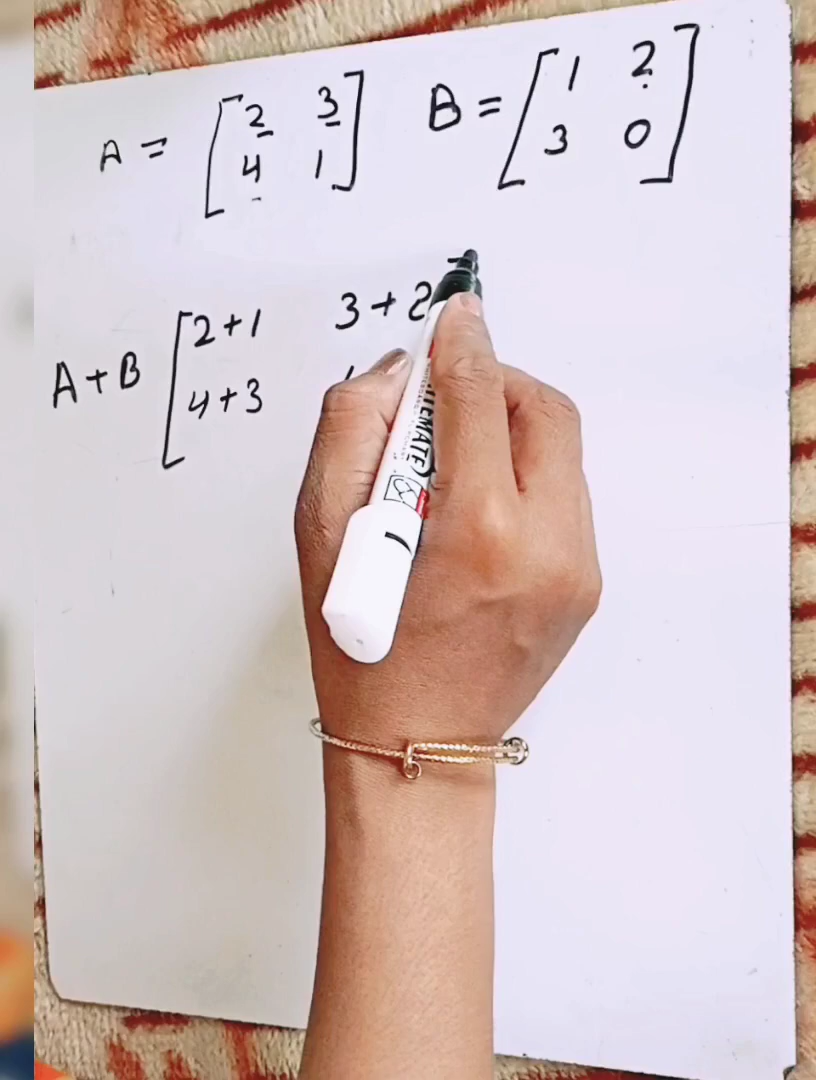 A = [2 3] B = [1 2]
[4 1] [3 0]
A+B [2+1 3+2]
[4+3